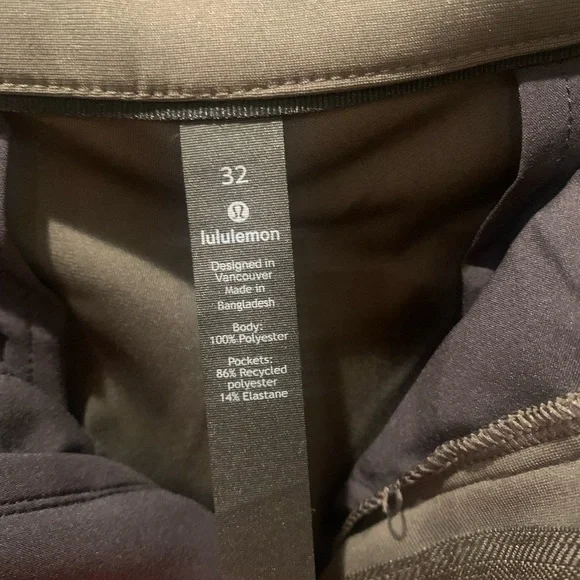 32
lululemon
Designed in
Vancouver
Made in
Bangladesh
Body:
100% Polyester
Pockets:
86% Recycled
polyester
14% Elastane